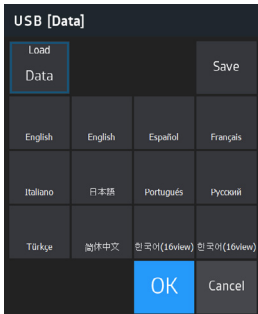 USB [Data]
Load
Data
Save
English
English
Español
Français
Italiano
日本語
Portugués
Русский
Türkçe
简体中文
한국어(16view)
한국어(16view)
OK
Cancel